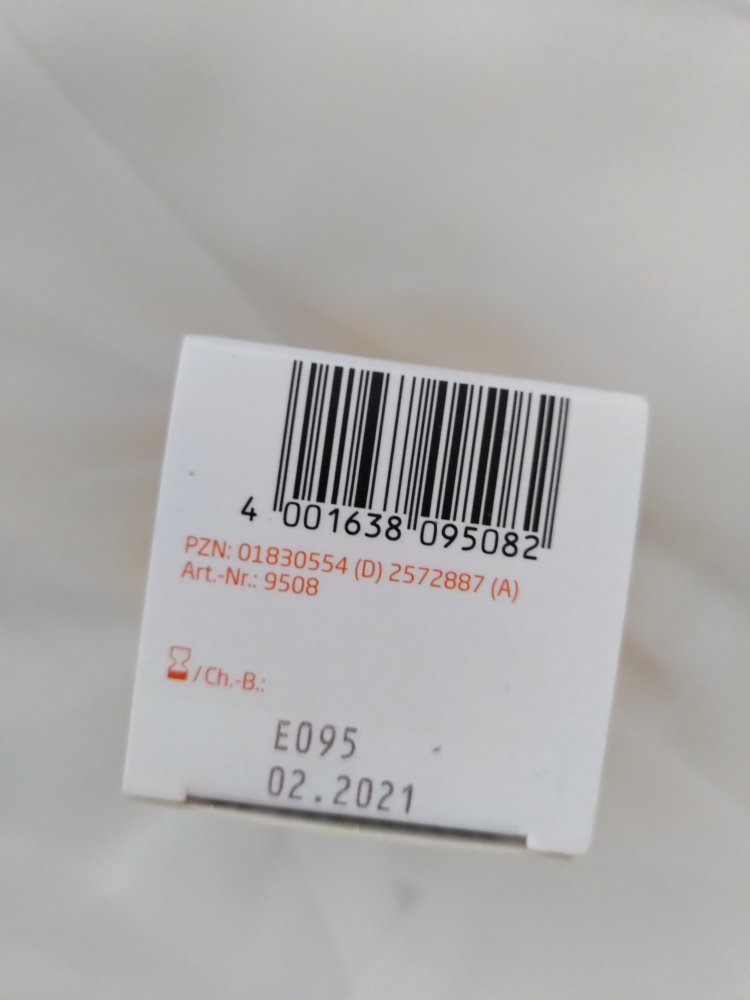 4 001638 095082
PZN: 01830554 (D) 2572887 (A)
Art.-Nr.: 9508
/Ch.-B.:
E095
02.2021